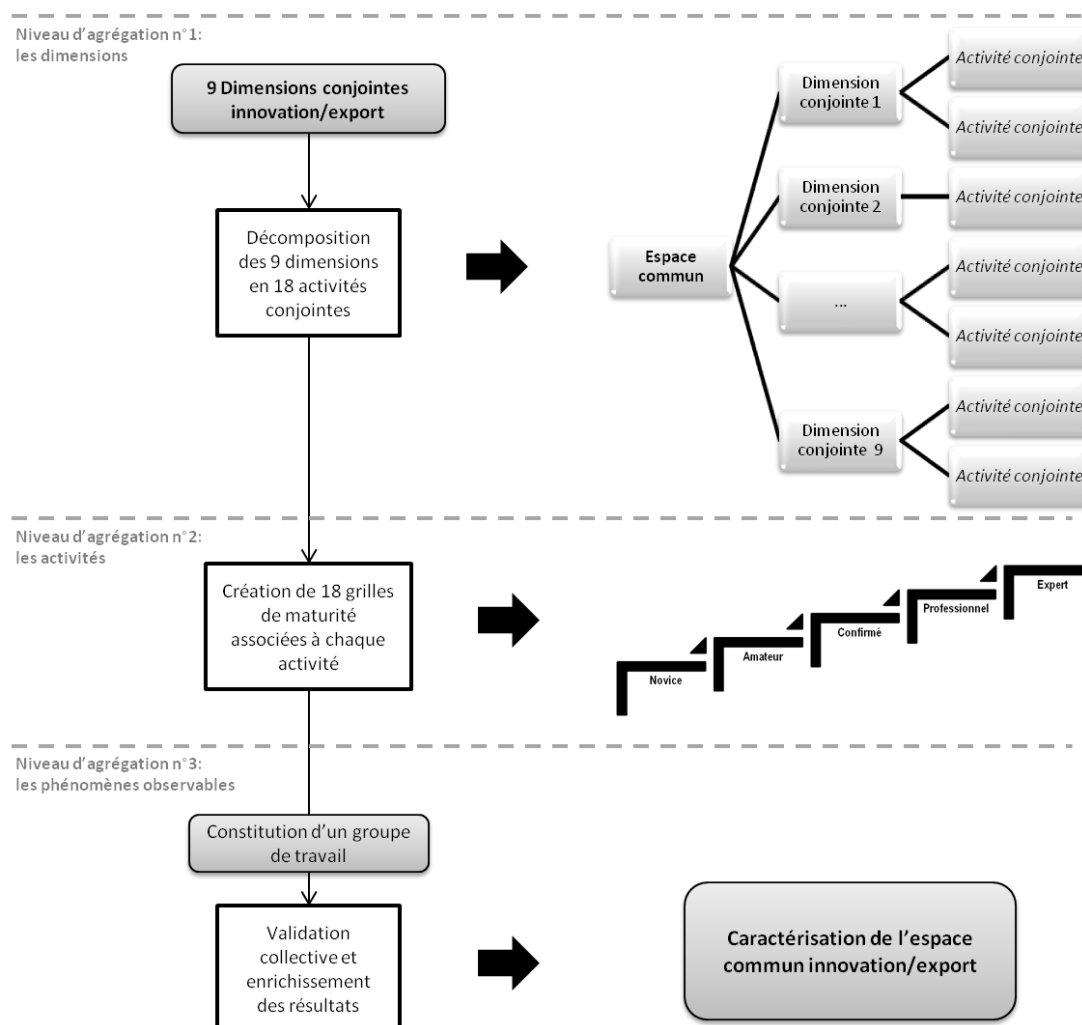 Niveau d'agrégation n°1:
les dimensions
9 Dimensions conjointes
innovation/export
Décomposition
des 9 dimensions
en 18 activités
conjointes
Espace
commun
Dimension
conjointe 1
Dimension
conjointe 2
...
Dimension
conjointe 9
Activité conjointe
Activité conjointe
Activité conjointe
Activité conjointe
Activité conjointe
Activité conjointe
Activité conjointe
Niveau d'agrégation n°2:
les activités
Création de 18 grilles
de maturité
associées à chaque
activité
Novice
Amateur
Confirmé
Professionnel
Expert
Niveau d'agrégation n°3:
les phénomènes observables
Constitution d'un groupe
de travail
Validation
collective et
enrichissement
des résultats
Caractérisation de l'espace
commun innovation/export